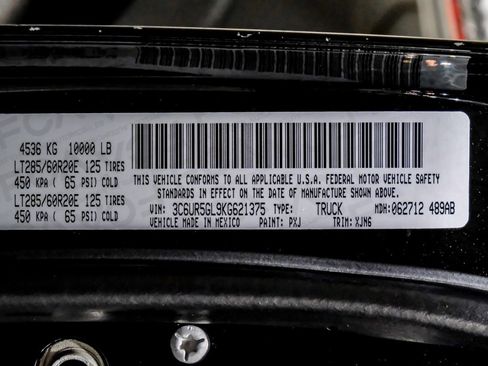 4536 KG 10000 LB
LT285/60R20E 125 TIRES
450 KPA ( 65 PSI) COLD
LT285/60R20E 125 TIRES
450 KPA ( 65 PSI) COLD
THIS VEHICLE CONFORMS TO ALL APPLICABLE U.S.A. FEDERAL MOTOR VEHICLE SAFETY
STANDARDS IN EFFECT ON THE DATE OF MANUFACTURE SHOWN ABOVE.
VIN: 3C6UR5GL9KG621375 TYPE: TRUCK MDH: 062712 489AB
VEHICLE MADE IN MEXICO PAINT: PXJ TRIM: XJN6